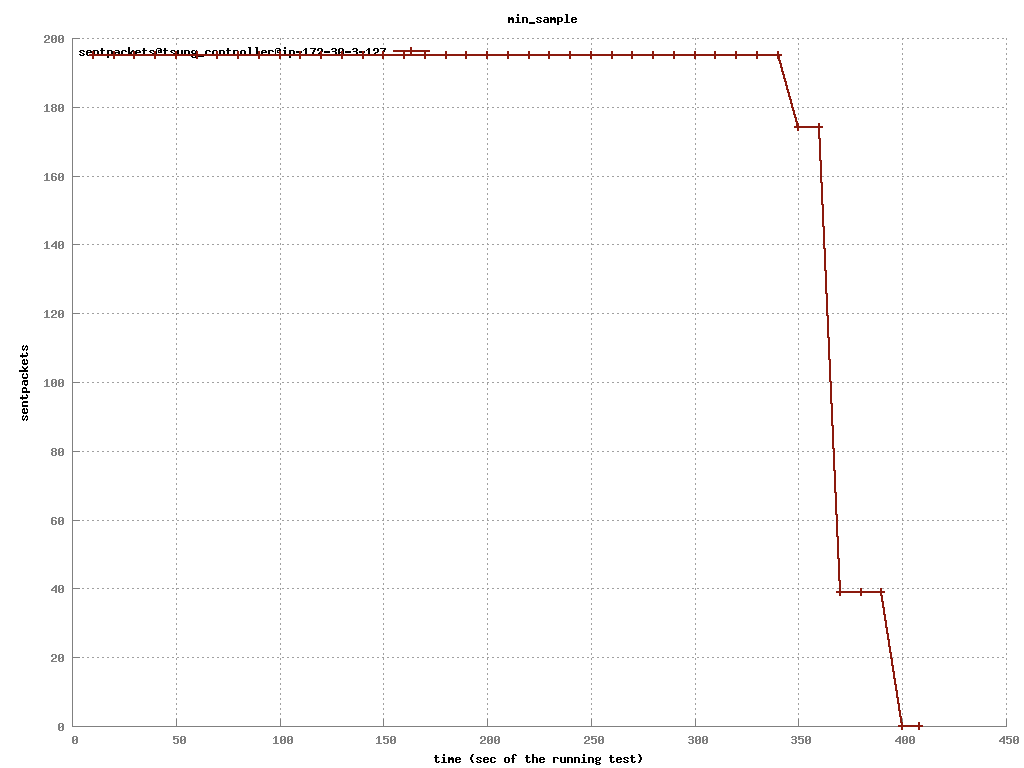 min_sample
200
sentpackets@tsung_controller@ip-172-30-3-127
180
160
140
120
100
80
60
40
20
0
sentpackets
0 50 100 150 200 250 300 350 400 450
time (sec of the running test)